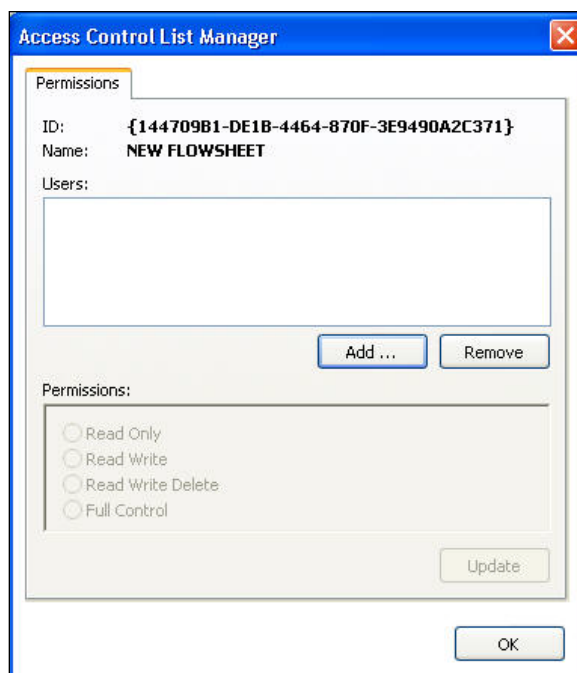 Access Control List Manager
Permissions
ID: {144709B1-DE1B-4464-870F-3E9490A2C371}
Name: NEW FLOWSHEET
Users:
Add ... Remove
Permissions:
Read Only
Read Write
Read Write Delete
Full Control
Update
OK